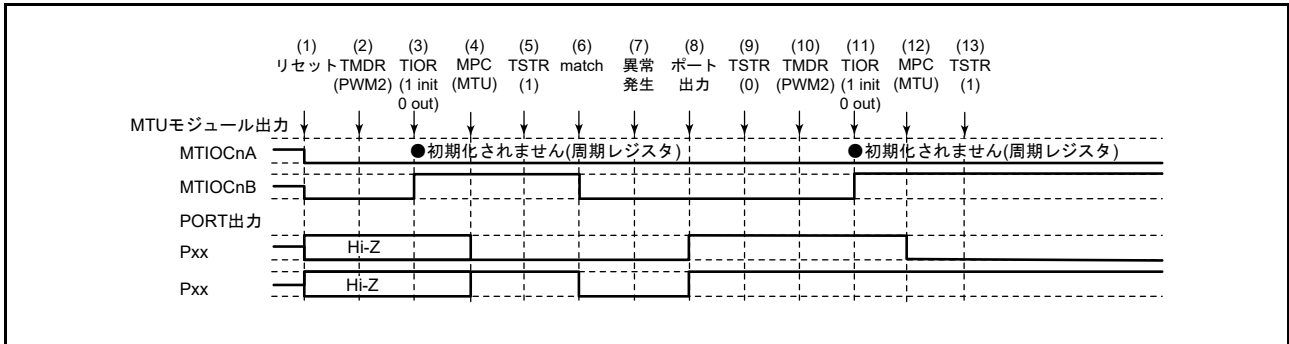 (1) (2) (3) (4) (5) (6) (7) (8) (9) (10) (11) (12) (13)
リセット TMDR TIOR MPC TSTR match 異常 ポート TSTR TMDR TIOR MPC TSTR
(PWM2) (1 init (MTU) (1) 発生 出力 (0) (PWM2) (1 init (MTU) (1)
0 out) 0 out)
MTUモジュール出力
MTIOCnA ●初期化されません(周期レジスタ) ●初期化されません(周期レジスタ)
MTIOCnB
PORT出力
Pxx Hi-Z
Pxx Hi-Z